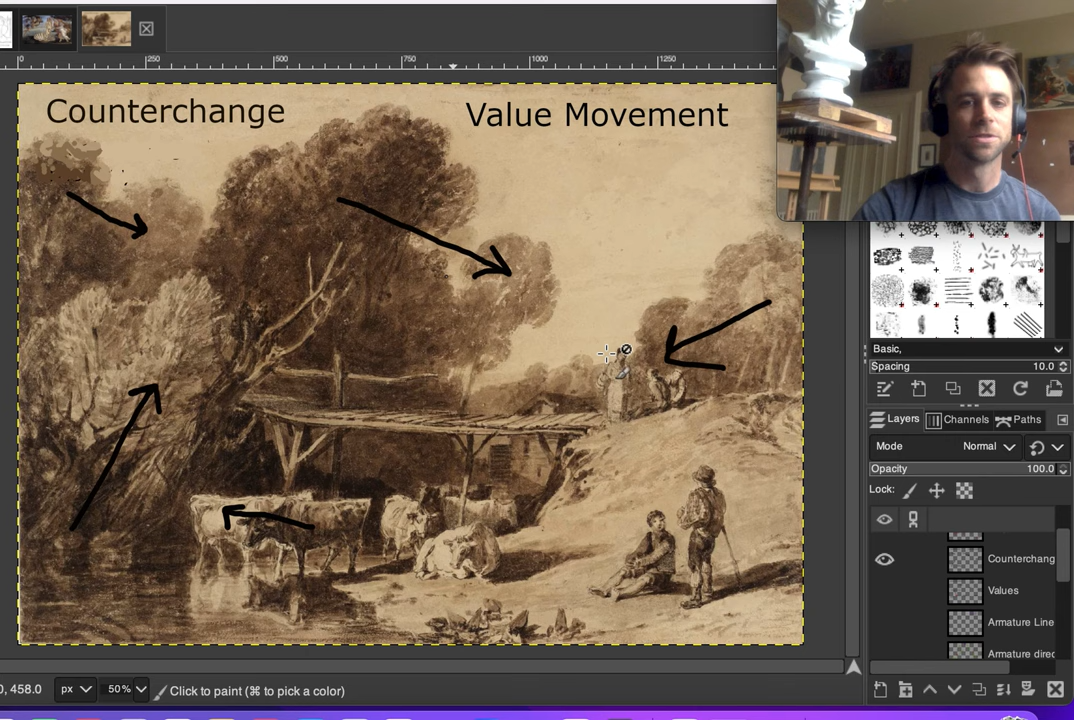 0
250
500
750
1000
1250
Counterchange
Value Movement
Basic,
Spacing 10.0
Layers Channels Paths
Mode Normal
Opacity 100.0
Lock:
Counterchang
Values
Armature Line
Armature direc
0, 458.0 px 50% Click to paint (⌘ to pick a color)